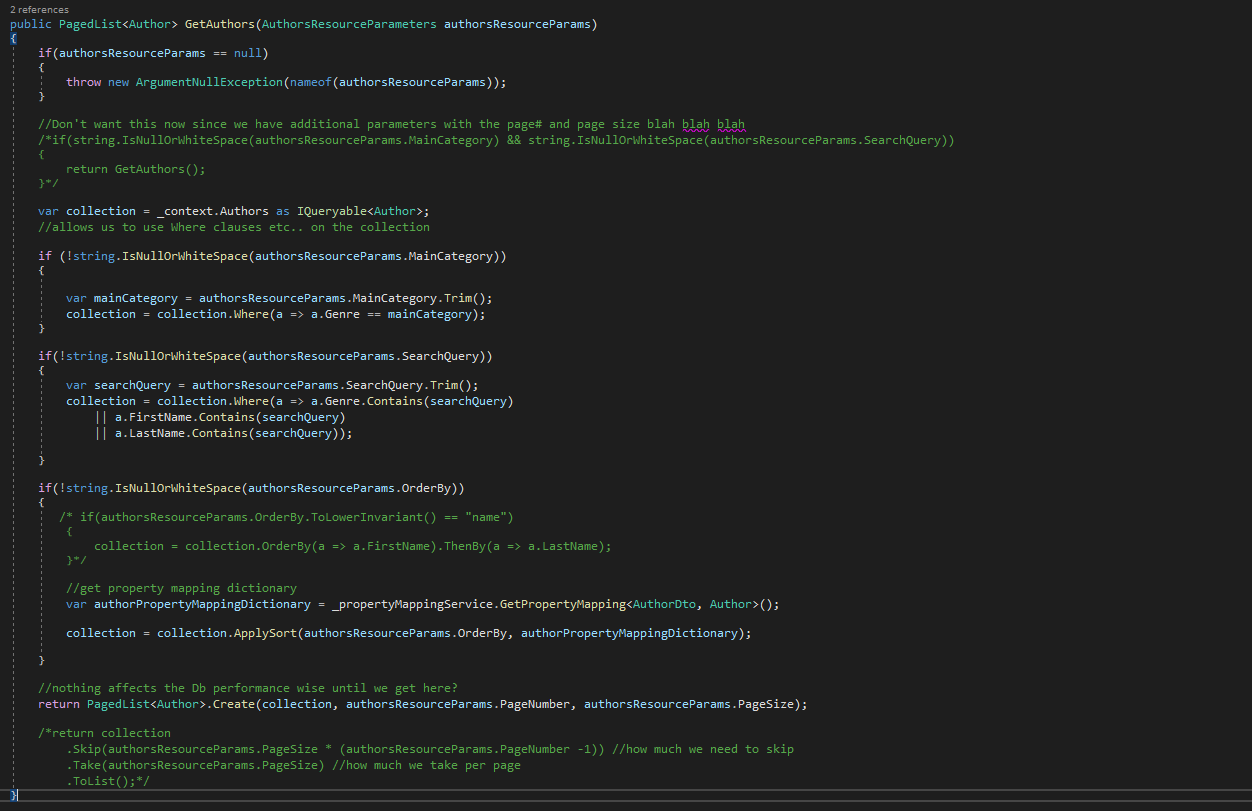 2 references
public PagedList<Author> GetAuthors(AuthorsResourceParameters authorsResourceParams)
{
if(authorsResourceParams == null)
{
throw new ArgumentNullException(nameof(authorsResourceParams));
}
//Don't want this now since we have additional parameters with the page# and page size blah blah blah
/*if(string.IsNullOrWhiteSpace(authorsResourceParams.MainCategory) && string.IsNullOrWhiteSpace(authorsResourceParams.SearchQuery))
{
return GetAuthors();
}*/
var collection = _context.Authors as IQueryable<Author>;
//allows us to use Where clauses etc.. on the collection
if (!string.IsNullOrWhiteSpace(authorsResourceParams.MainCategory))
{
var mainCategory = authorsResourceParams.MainCategory.Trim();
collection = collection.Where(a => a.Genre == mainCategory);
}
if(!string.IsNullOrWhiteSpace(authorsResourceParams.SearchQuery))
{
var searchQuery = authorsResourceParams.SearchQuery.Trim();
collection = collection.Where(a => a.Genre.Contains(searchQuery)
|| a.FirstName.Contains(searchQuery)
|| a.LastName.Contains(searchQuery));
}
if(!string.IsNullOrWhiteSpace(authorsResourceParams.OrderBy))
{
/* if(authorsResourceParams.OrderBy.ToLowerInvariant() == "name")
{
collection = collection.OrderBy(a => a.FirstName).ThenBy(a => a.LastName);
}*/
//get property mapping dictionary
var authorPropertyMappingDictionary = _propertyMappingService.GetPropertyMapping<AuthorDto, Author>();
collection = collection.ApplySort(authorsResourceParams.OrderBy, authorPropertyMappingDictionary);
}
//nothing affects the Db performance wise until we get here?
return PagedList<Author>.Create(collection, authorsResourceParams.PageNumber, authorsResourceParams.PageSize);
/*return collection
.Skip(authorsResourceParams.PageSize * (authorsResourceParams.PageNumber -1)) //how much we need to skip
.Take(authorsResourceParams.PageSize) //how much we take per page
.ToList();*/
}